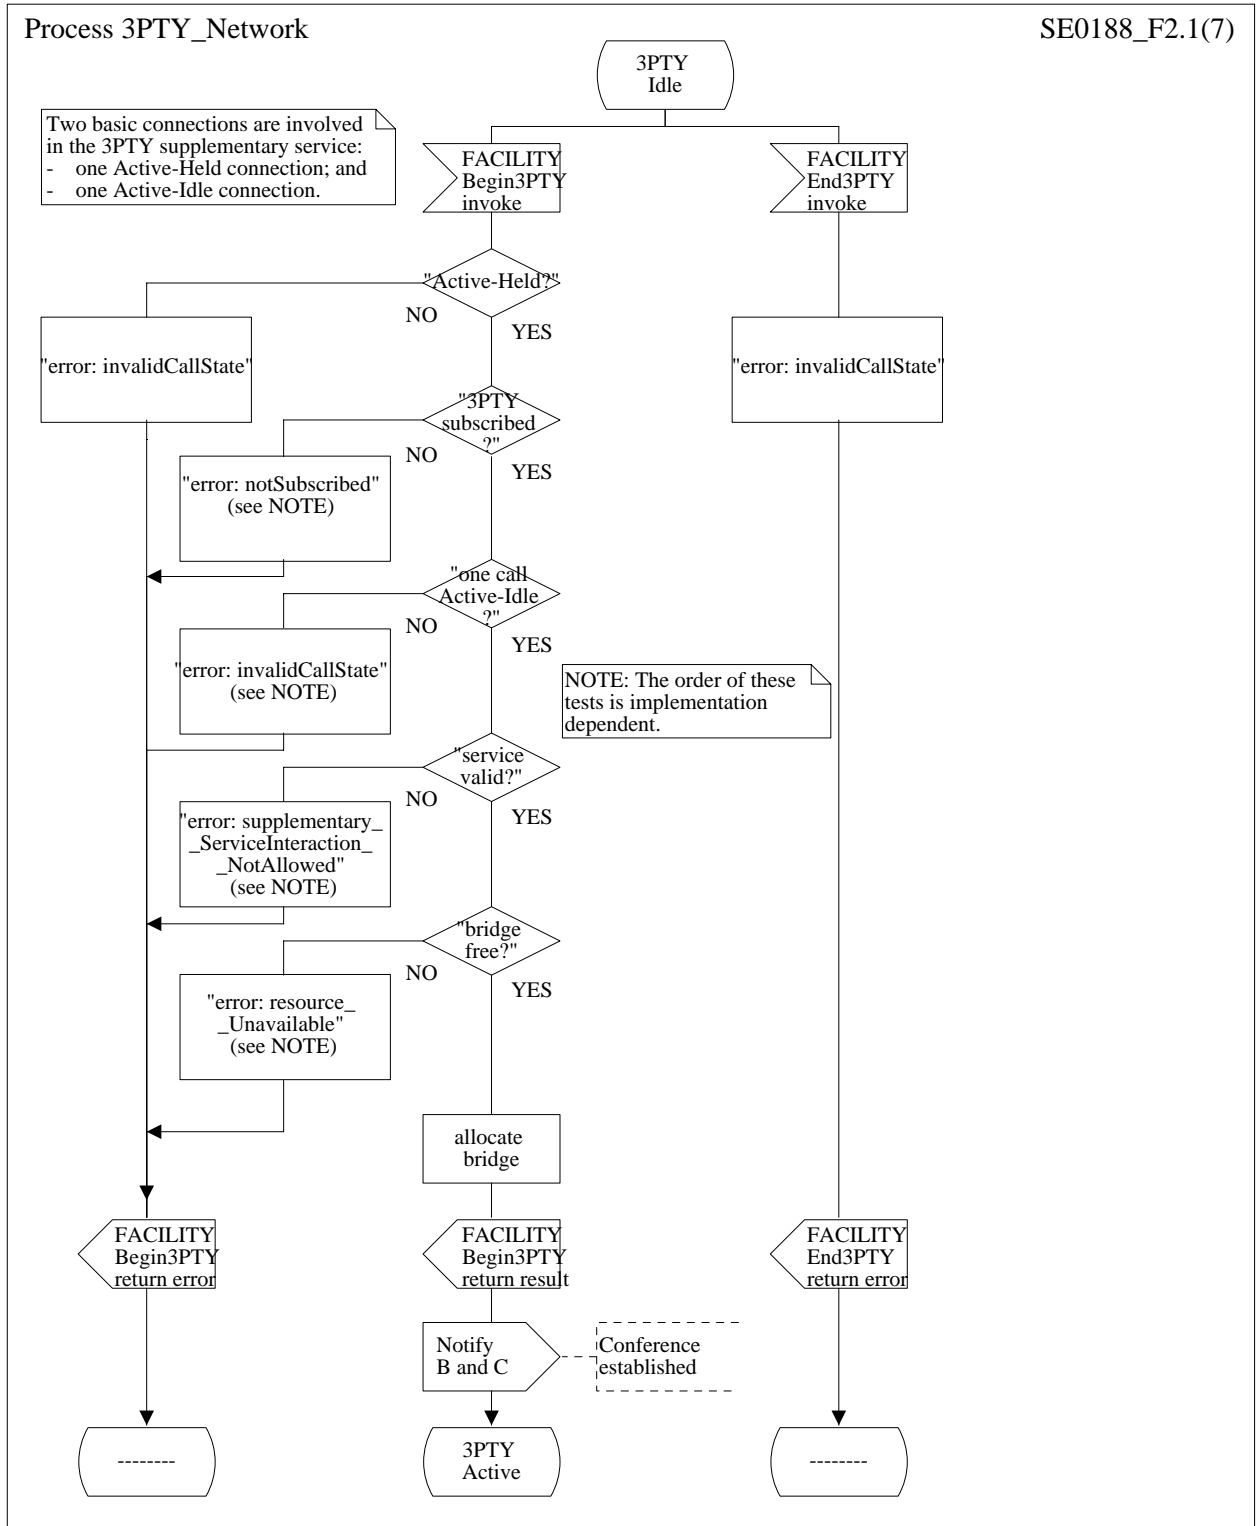 Process 3PTY_Network
SE0188_F2.1(7)
3PTY
Idle
Two basic connections are involved
in the 3PTY supplementary service:
- one Active-Held connection; and
- one Active-Idle connection.
FACILITY
Begin3PTY
invoke
FACILITY
End3PTY
invoke
"Active-Held?"
NO
YES
"error: invalidCallState"
"error: invalidCallState"
"3PTY
subscribed
?"
NO
YES
"error: notSubscribed"
(see NOTE)
"one call
Active-Idle
?"
NO
YES
"error: invalidCallState"
(see NOTE)
NOTE: The order of these
tests is implementation
dependent.
"service
valid?"
NO
YES
"error: supplementary_
_ServiceInteraction_
_NotAllowed"
(see NOTE)
"bridge
free?"
NO
YES
"error: resource_
_Unavailable"
(see NOTE)
allocate
bridge
FACILITY
Begin3PTY
return error
FACILITY
Begin3PTY
return result
FACILITY
End3PTY
return error
Notify
B and C
Conference
established
--------
3PTY
Active
--------